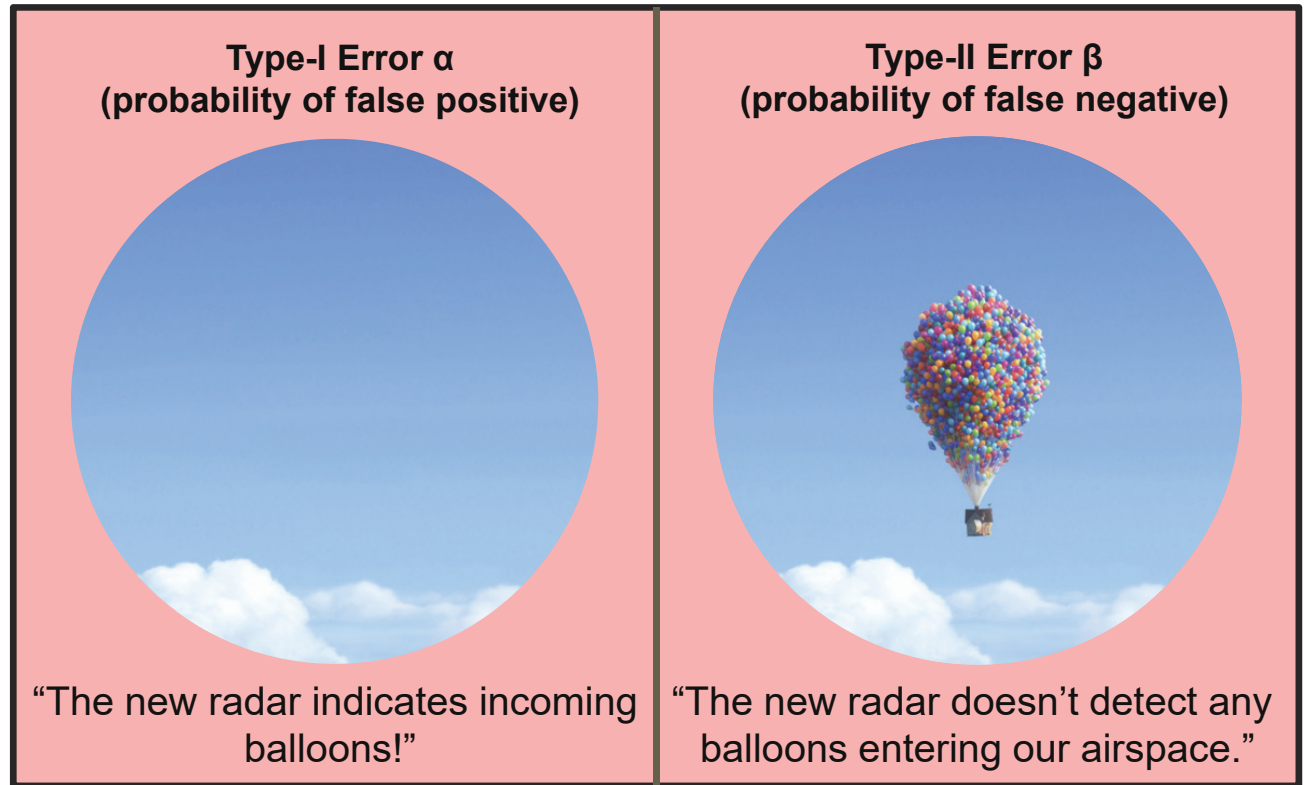 Type-I Error α
(probability of false positive)
“The new radar indicates incoming
balloons!”
Type-II Error β
(probability of false negative)
“The new radar doesn’t detect any
balloons entering our airspace.”